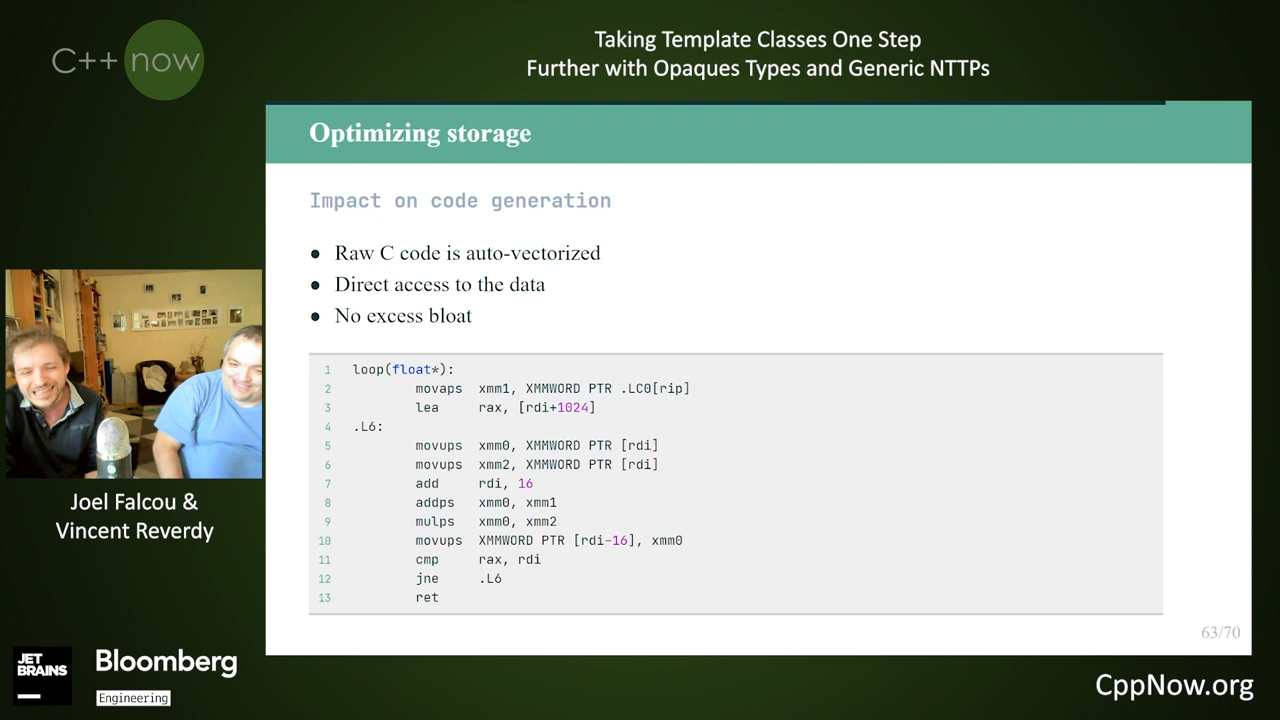 C++ now
Taking Template Classes One Step
Further with Opaques Types and Generic NTTPs
Optimizing storage
Impact on code generation
● Raw C code is auto-vectorized
● Direct access to the data
● No excess bloat
1 loop(float*):
2 movaps xmm1, XMMWORD PTR .LC0[rip]
3 lea rax, [rdi+1024]
4 .L6:
5 movups xmm0, XMMWORD PTR [rdi]
6 movups xmm2, XMMWORD PTR [rdi]
7 add rdi, 16
8 addps xmm0, xmm1
9 mulps xmm0, xmm2
10 movups XMMWORD PTR [rdi-16], xmm0
11 cmp rax, rdi
12 jne .L6
13 ret
63/70
Joel Falcou &
Vincent Reverdy
JET
BRAINS
Bloomberg
Engineering
CppNow.org